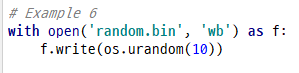 # Example 6
with open('random.bin', 'wb') as f:
    f.write(os.urandom(10))